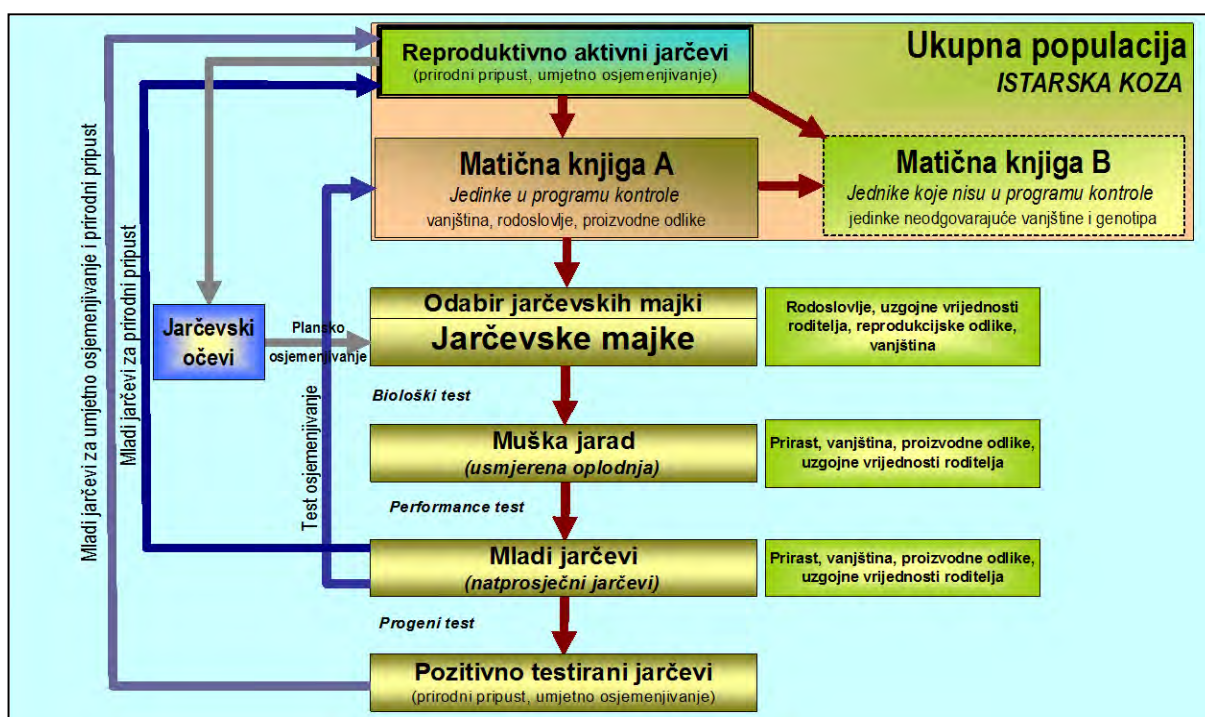 Reproduktivno aktivni jarčevi
(prirodni pripust, umjetno osjemenjivanje)
Ukupna populacija
ISTARSKA KOZA
Matična knjiga A
Jedinke u programu kontrole
vanjština, rodoslovlje, proizvodne odlike
Matična knjiga B
Jednike koje nisu u programu kontrole
jedinke neodgovarajuće vanjštine i genotipa
Mladi jarčevi za umjetno osjemenjivanje i prirodni pripust
Mladi jarčevi za prirodni pripust
Test osjemenjivanje
Jarčevski
očevi
Plansko
osjemenjivanje
Odabir jarčevskih majki
Jarčevske majke
Rodoslovlje, uzgojne vrijednosti
roditelja, reprodukcijske odlike,
vanjština
Biološki test
Muška jarad
(usmjerena oplodnja)
Prirast, vanjština, proizvodne odlike,
uzgojne vrijednosti roditelja
Performance test
Mladi jarčevi
(natprosječni jarčevi)
Prirast, vanjština, proizvodne odlike,
uzgojne vrijednosti roditelja
Progeni test
Pozitivno testirani jarčevi
(prirodni pripust, umjetno osjemenjivanje)